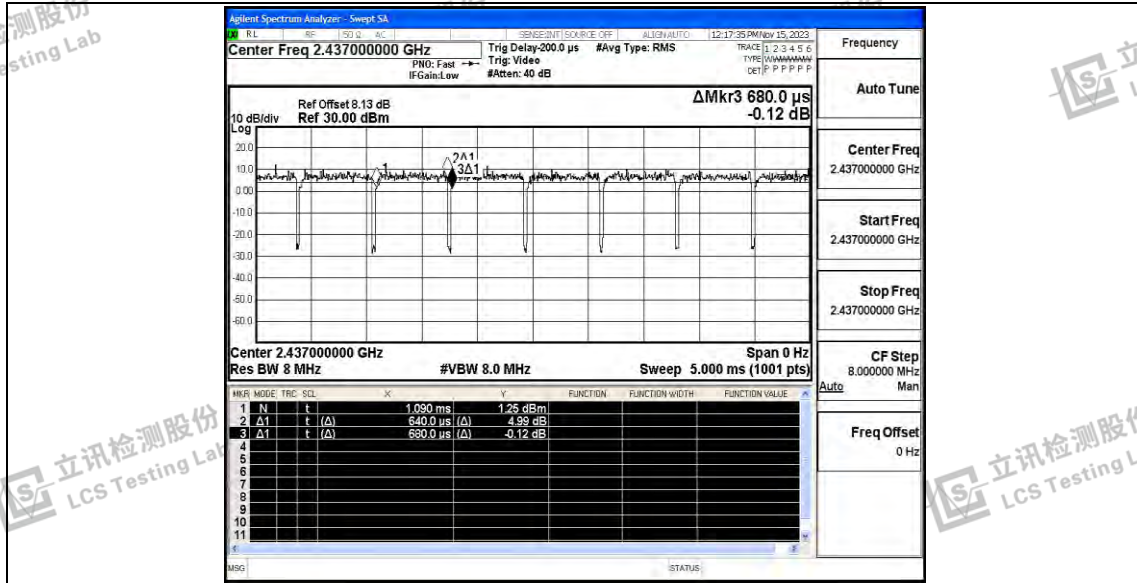 Agilent Spectrum Analyzer - Swept SA
RL RF 50 Ω AC SENSE:INT SOURCE OFF ALIGN AUTO 12:17:35 PM Nov 15, 2023
Center Freq 2.437000000 GHz
PNO: Fast
IFGain:Low
Trig Delay-200.0 µs
Trig: Video
#Atten: 40 dB
#Avg Type: RMS
TRACE 1 2 3 4 5 6
TYPE
DET P P P P P P
ΔMkr3 680.0 µs
-0.12 dB
Ref Offset 8.13 dB
Ref 30.00 dBm
10 dB/div
Log
20.0
10.0
0.00
-10.0
-20.0
-30.0
-40.0
-50.0
-60.0
1
2Δ1
3Δ1
Center 2.437000000 GHz Span 0 Hz
Res BW 8 MHz #VBW 8.0 MHz Sweep 5.000 ms (1001 pts)
MKR MODE TRC SCL X Y FUNCTION FUNCTION WIDTH FUNCTION VALUE
1 N t 1.090 ms 1.25 dBm
2 Δ1 t (Δ) 640.0 µs (Δ) 4.99 dB
3 Δ1 t (Δ) 680.0 µs (Δ) -0.12 dB
4
5
6
7
8
9
10
11
MSG STATUS
Frequency
Auto Tune
Center Freq
2.437000000 GHz
Start Freq
2.437000000 GHz
Stop Freq
2.437000000 GHz
CF Step
8.000000 MHz
Auto Man
Freq Offset
0 Hz
检测股份
esting Lab
立讯检测股份
LCS Testing Lab
立讯检测股份
LCS Testing L